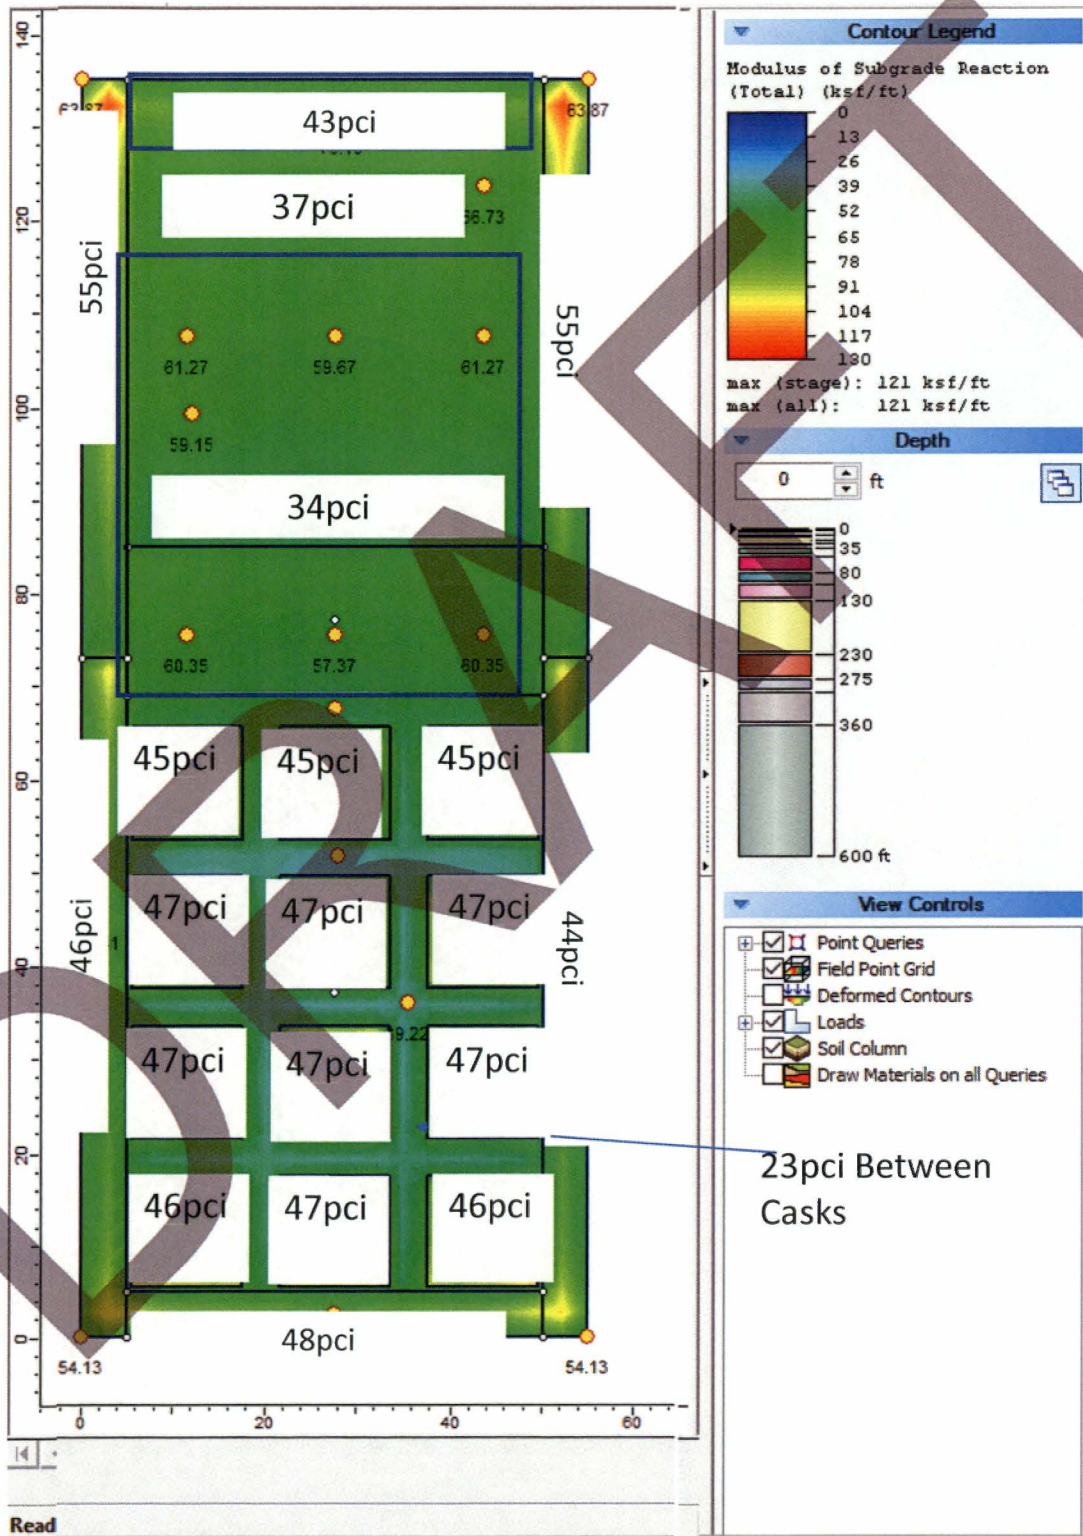 140
120
100
80
60
40
20
0
0
20
40
60
63.87
43pci
37pci
66.73
55pci
55pci
61.27
59.67
61.27
59.15
34pci
60.35
57.37
60.35
45pci
45pci
45pci
47pci
47pci
47pci
46pci
44pci
47pci
47pci
47pci
46pci
47pci
46pci
48pci
54.13
54.13
Contour Legend
Modulus of Subgrade Reaction
(Total) (ksf/ft)
0
13
26
39
52
65
78
91
104
117
130
max (stage): 121 ksf/ft
max (all): 121 ksf/ft
Depth
0 ft
0
35
80
130
230
275
360
600 ft
View Controls
Point Queries
Field Point Grid
Deformed Contours
Loads
Soil Column
Draw Materials on all Queries
23pci Between
Casks
Read
DRAFT